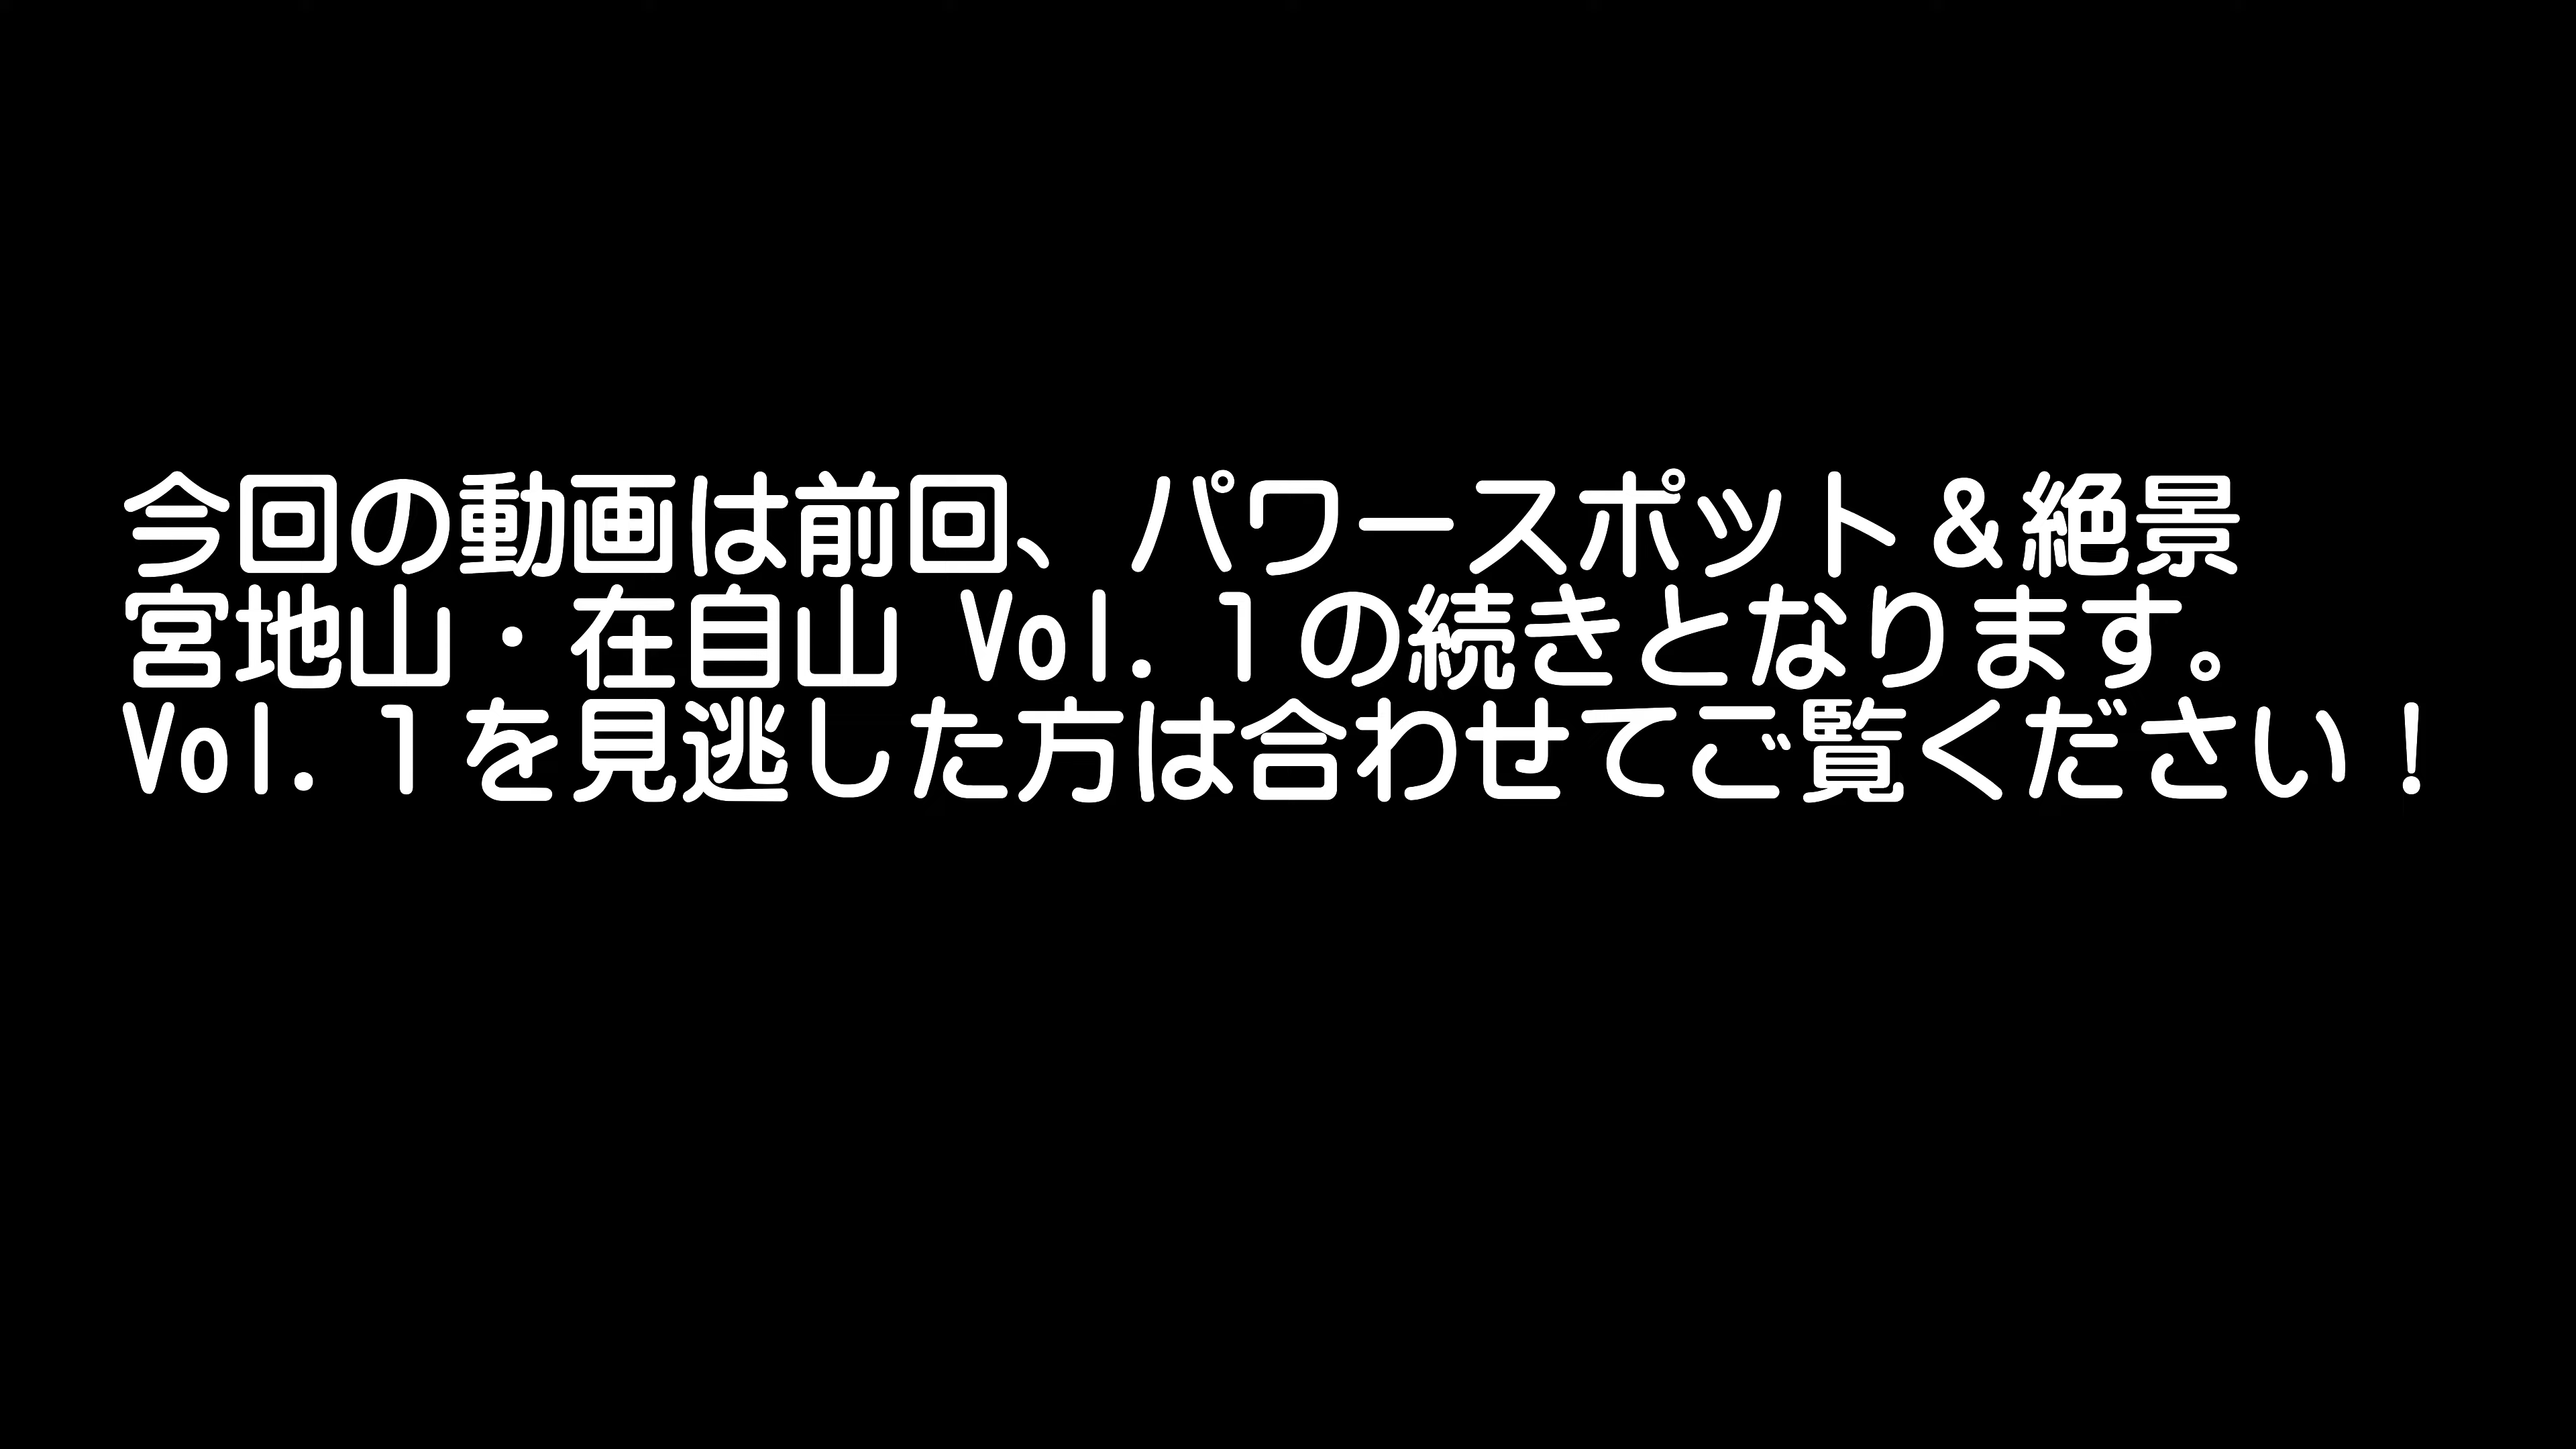 今回の動画は前回、パワースポット＆絶景
宮地山・在自山 Vol.１の続きとなります。
Vol.１を見逃した方は合わせてご覧ください！